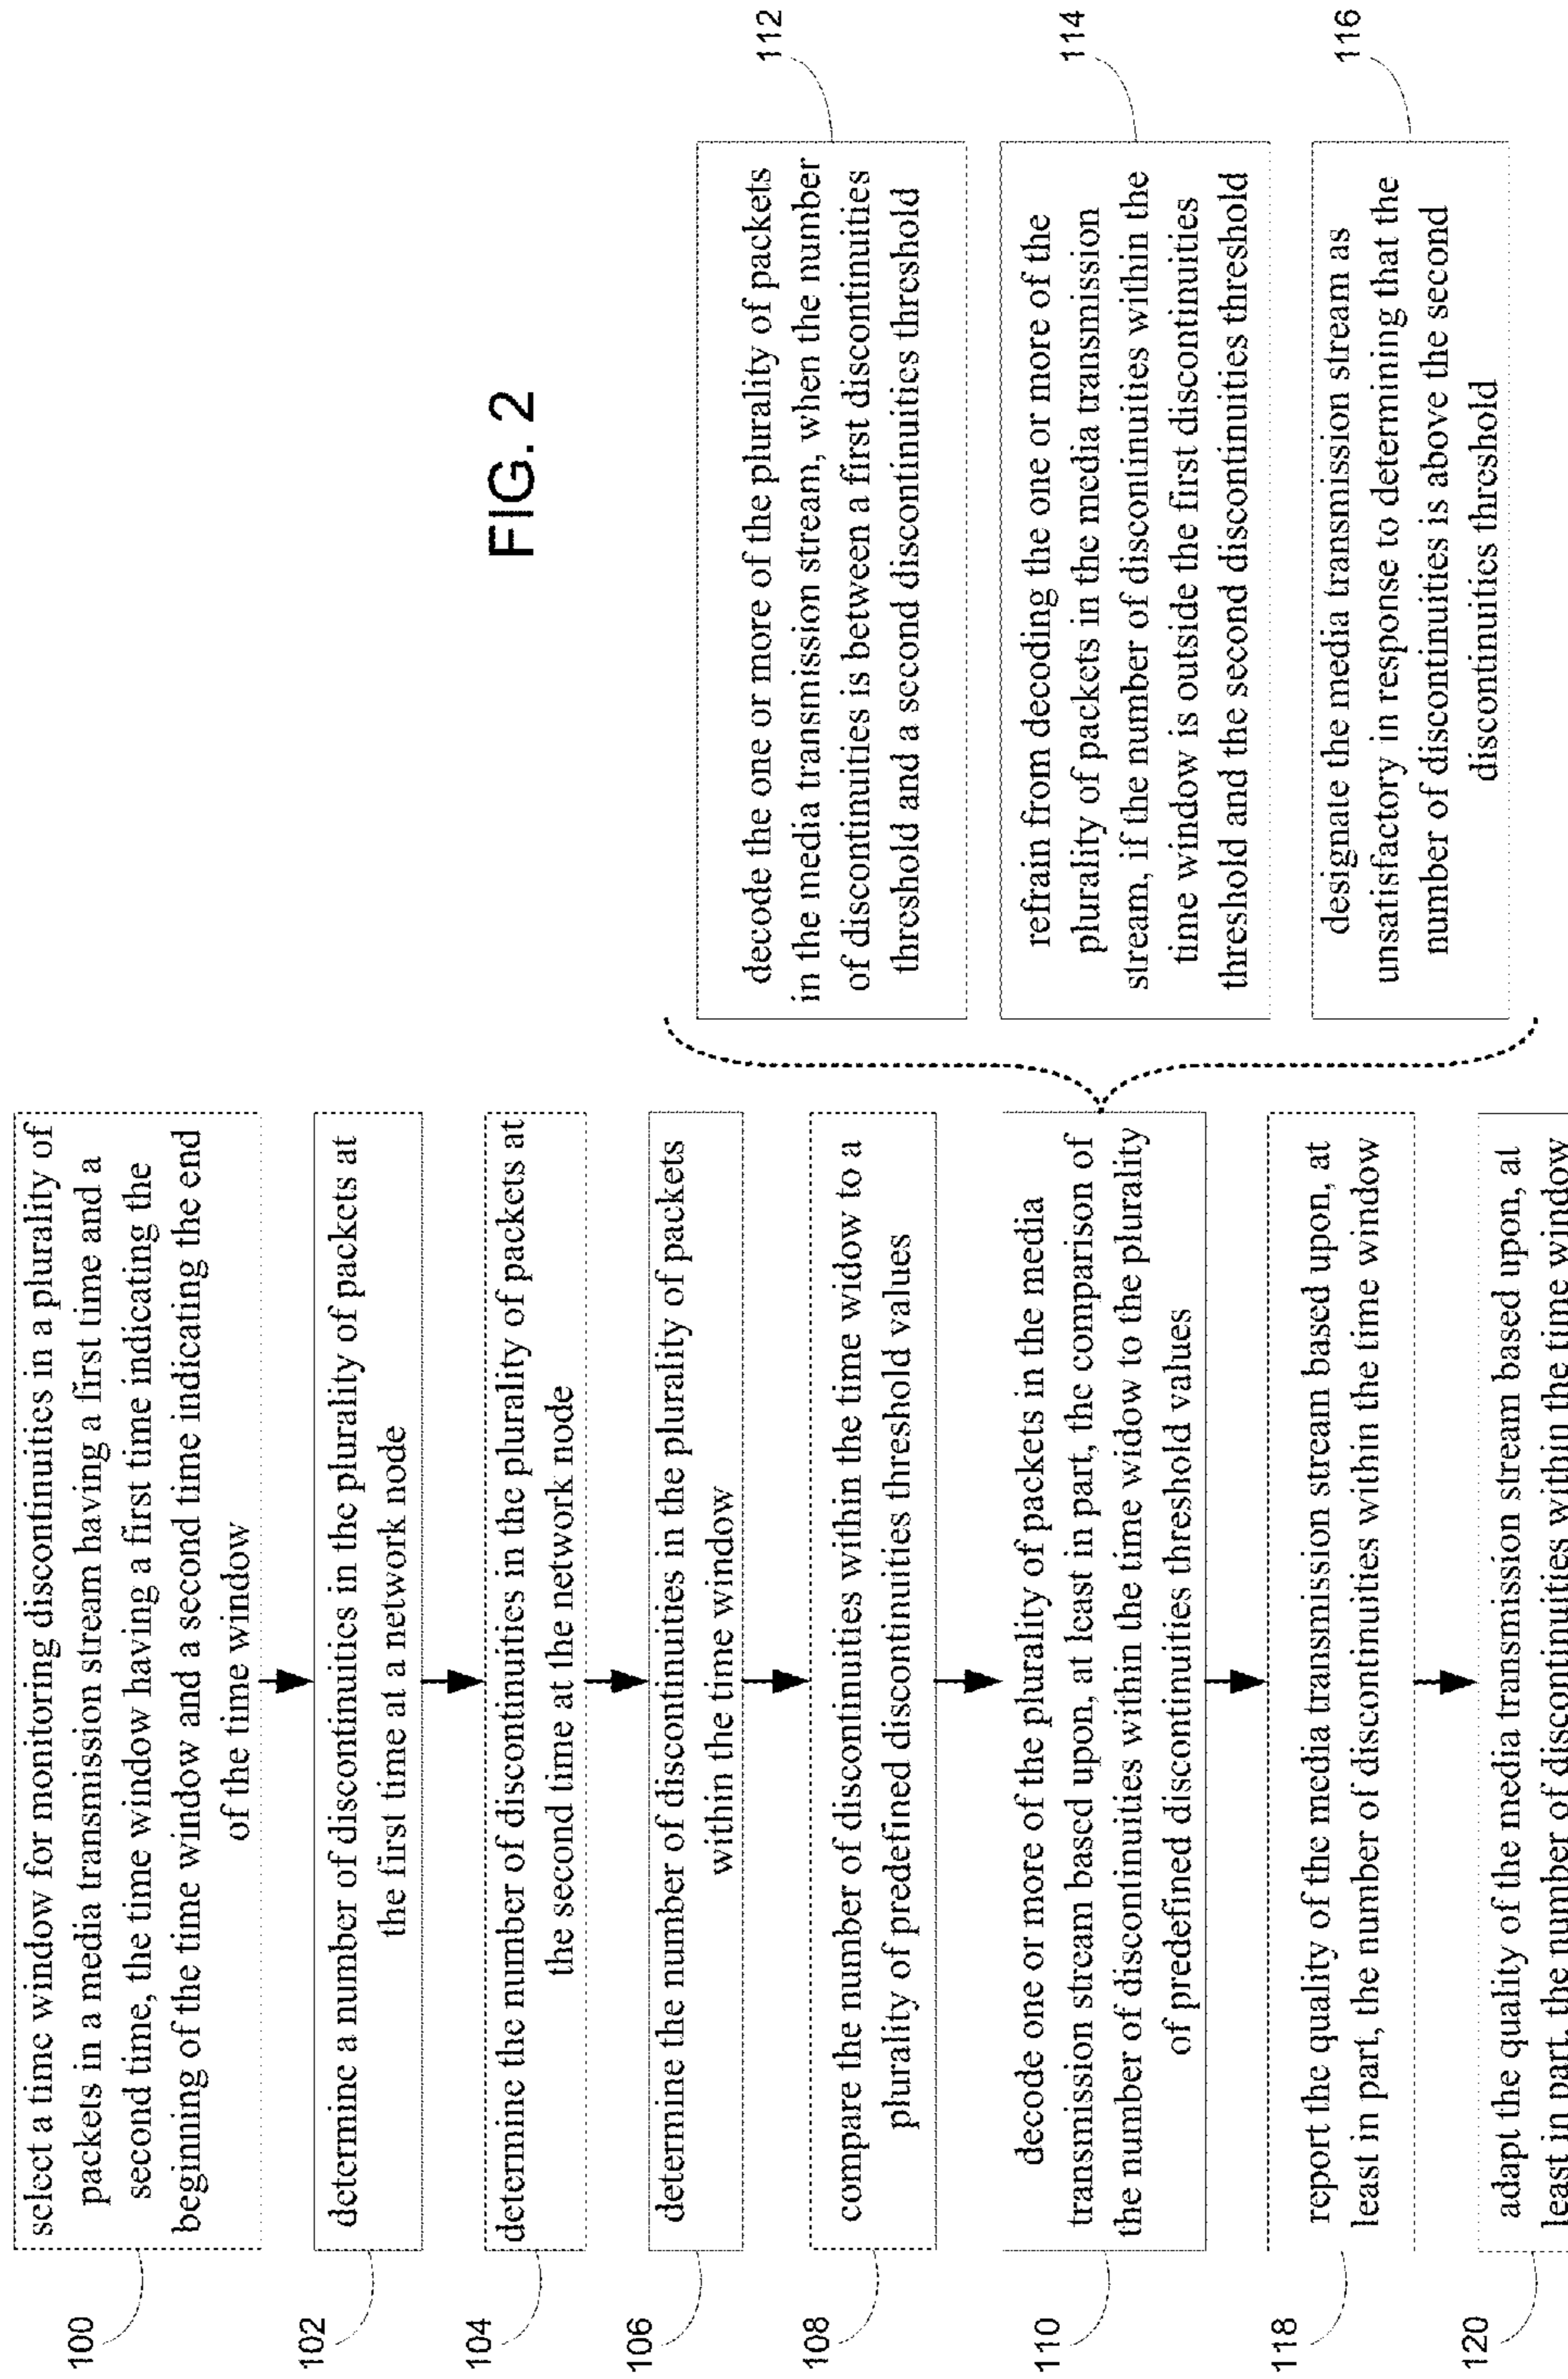 100
select a time window for monitoring discontinuities in a plurality of
packets in a media transmission stream having a first time and a
second time, the time window having a first time indicating the
beginning of the time window and a second time indicating the end
of the time window
102
determine a number of discontinuities in the plurality of packets at
the first time at a network node
104
determine the number of discontinuities in the plurality of packets at
the second time at the network node
106
determine the number of discontinuities in the plurality of packets
within the time window
108
compare the number of discontinuities within the time widow to a
plurality of predefined discontinuities threshold values
110
decode one or more of the plurality of packets in the media
transmission stream based upon, at least in part, the comparison of
the number of discontinuities within the time widow to the plurality
of predefined discontinuities threshold values
118
report the quality of the media transmission stream based upon, at
least in part, the number of discontinuities within the time window
120
adapt the quality of the media transmission stream based upon, at
least in part, the number of discontinuities within the time window
FIG. 2
112
decode the one or more of the plurality of packets
in the media transmission stream, when the number
of discontinuities is between a first discontinuities
threshold and a second discontinuities threshold
114
refrain from decoding the one or more of the
plurality of packets in the media transmission
stream, if the number of discontinuities within the
time window is outside the first discontinuities
threshold and the second discontinuities threshold
116
designate the media transmission stream as
unsatisfactory in response to determining that the
number of discontinuities is above the second
discontinuities threshold